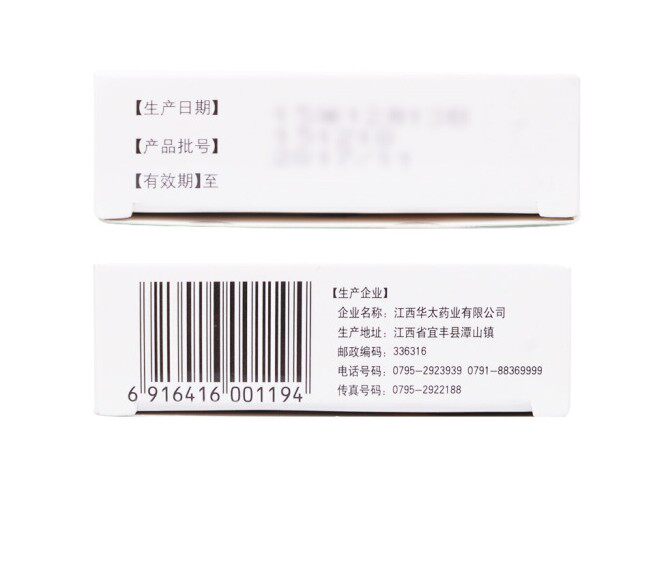 【生产日期】
【产品批号】
【有效期】至
【生产企业】
企业名称：江西华太药业有限公司
生产地址：江西省宜丰县潭山镇
邮政编码：336316
电话号码：0795-2923939 0791-88369999
传真号码：0795-2922188
6 916416 001194